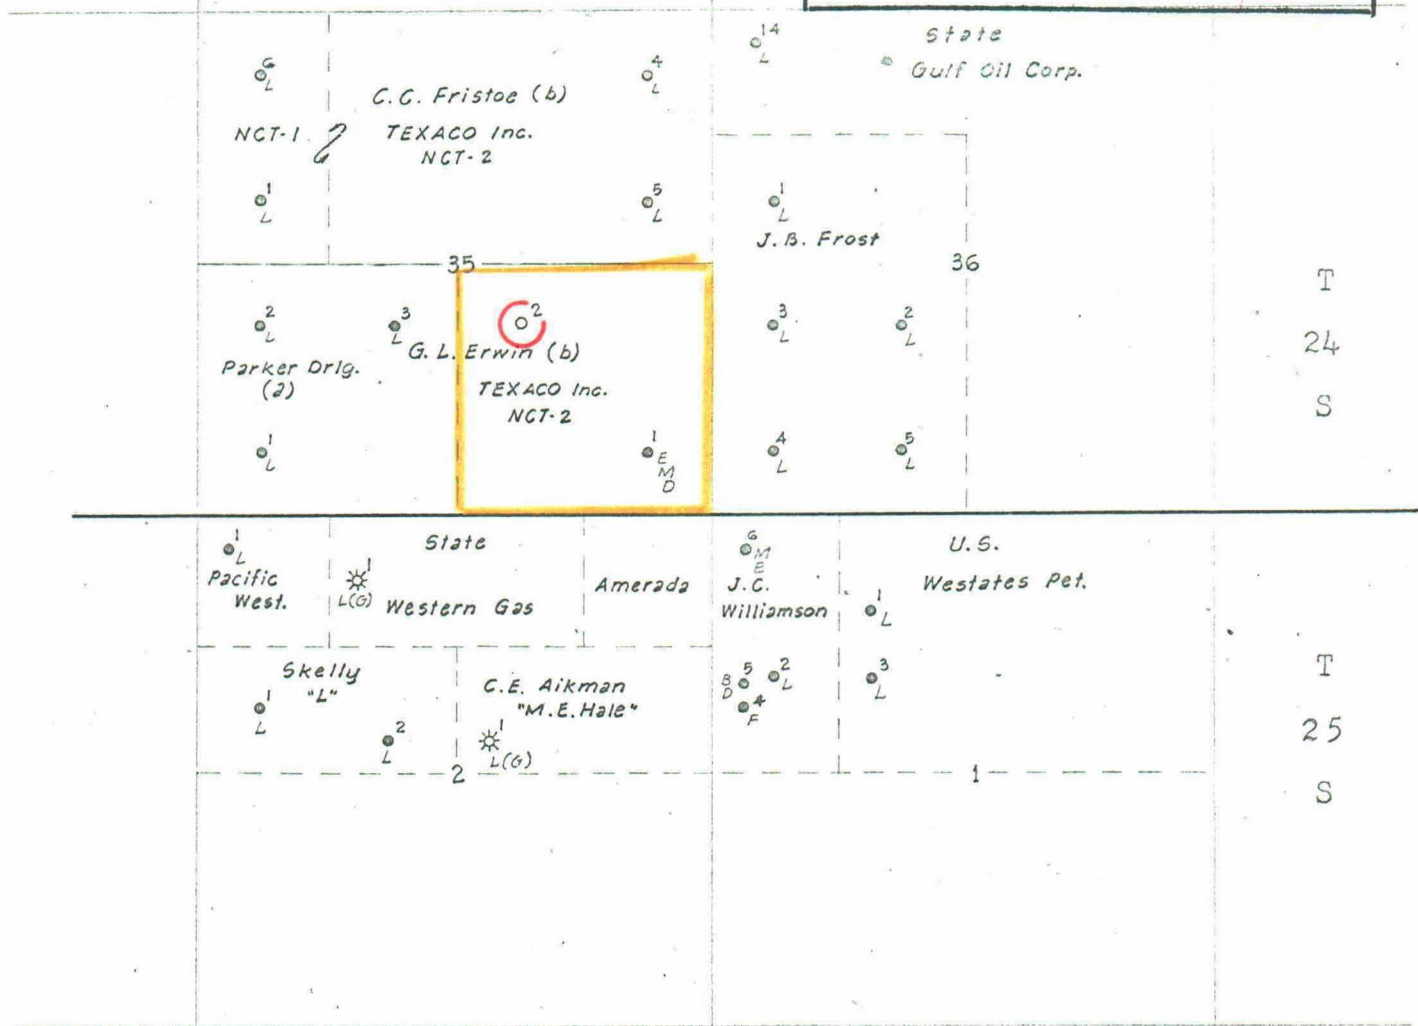 State
Gulf Oil Corp.
14
L
6
L
4
L
C.C. Fristoe (b)
NCT-1
TEXACO Inc.
NCT-2
1
L
5
L
1
L
J.B. Frost
35
36
T
24
S
2
L
3
L
2
3
L
2
L
G.L. Erwin (b)
Parker Drlg.
(a)
TEXACO Inc.
NCT-2
1
L
1
E
M
D
4
L
5
L
1
L
Pacific
West.
State
1
L(G)
Western Gas
Amerada
6
M
E
J.C.
Williamson
U.S.
Westates Pet.
1
L
Skelly
"L"
1
L
2
L
C.E. Aikman
"M.E. Hale"
1
L(G)
5
B
D
2
L
4
F
3
L
T
25
S
2
1